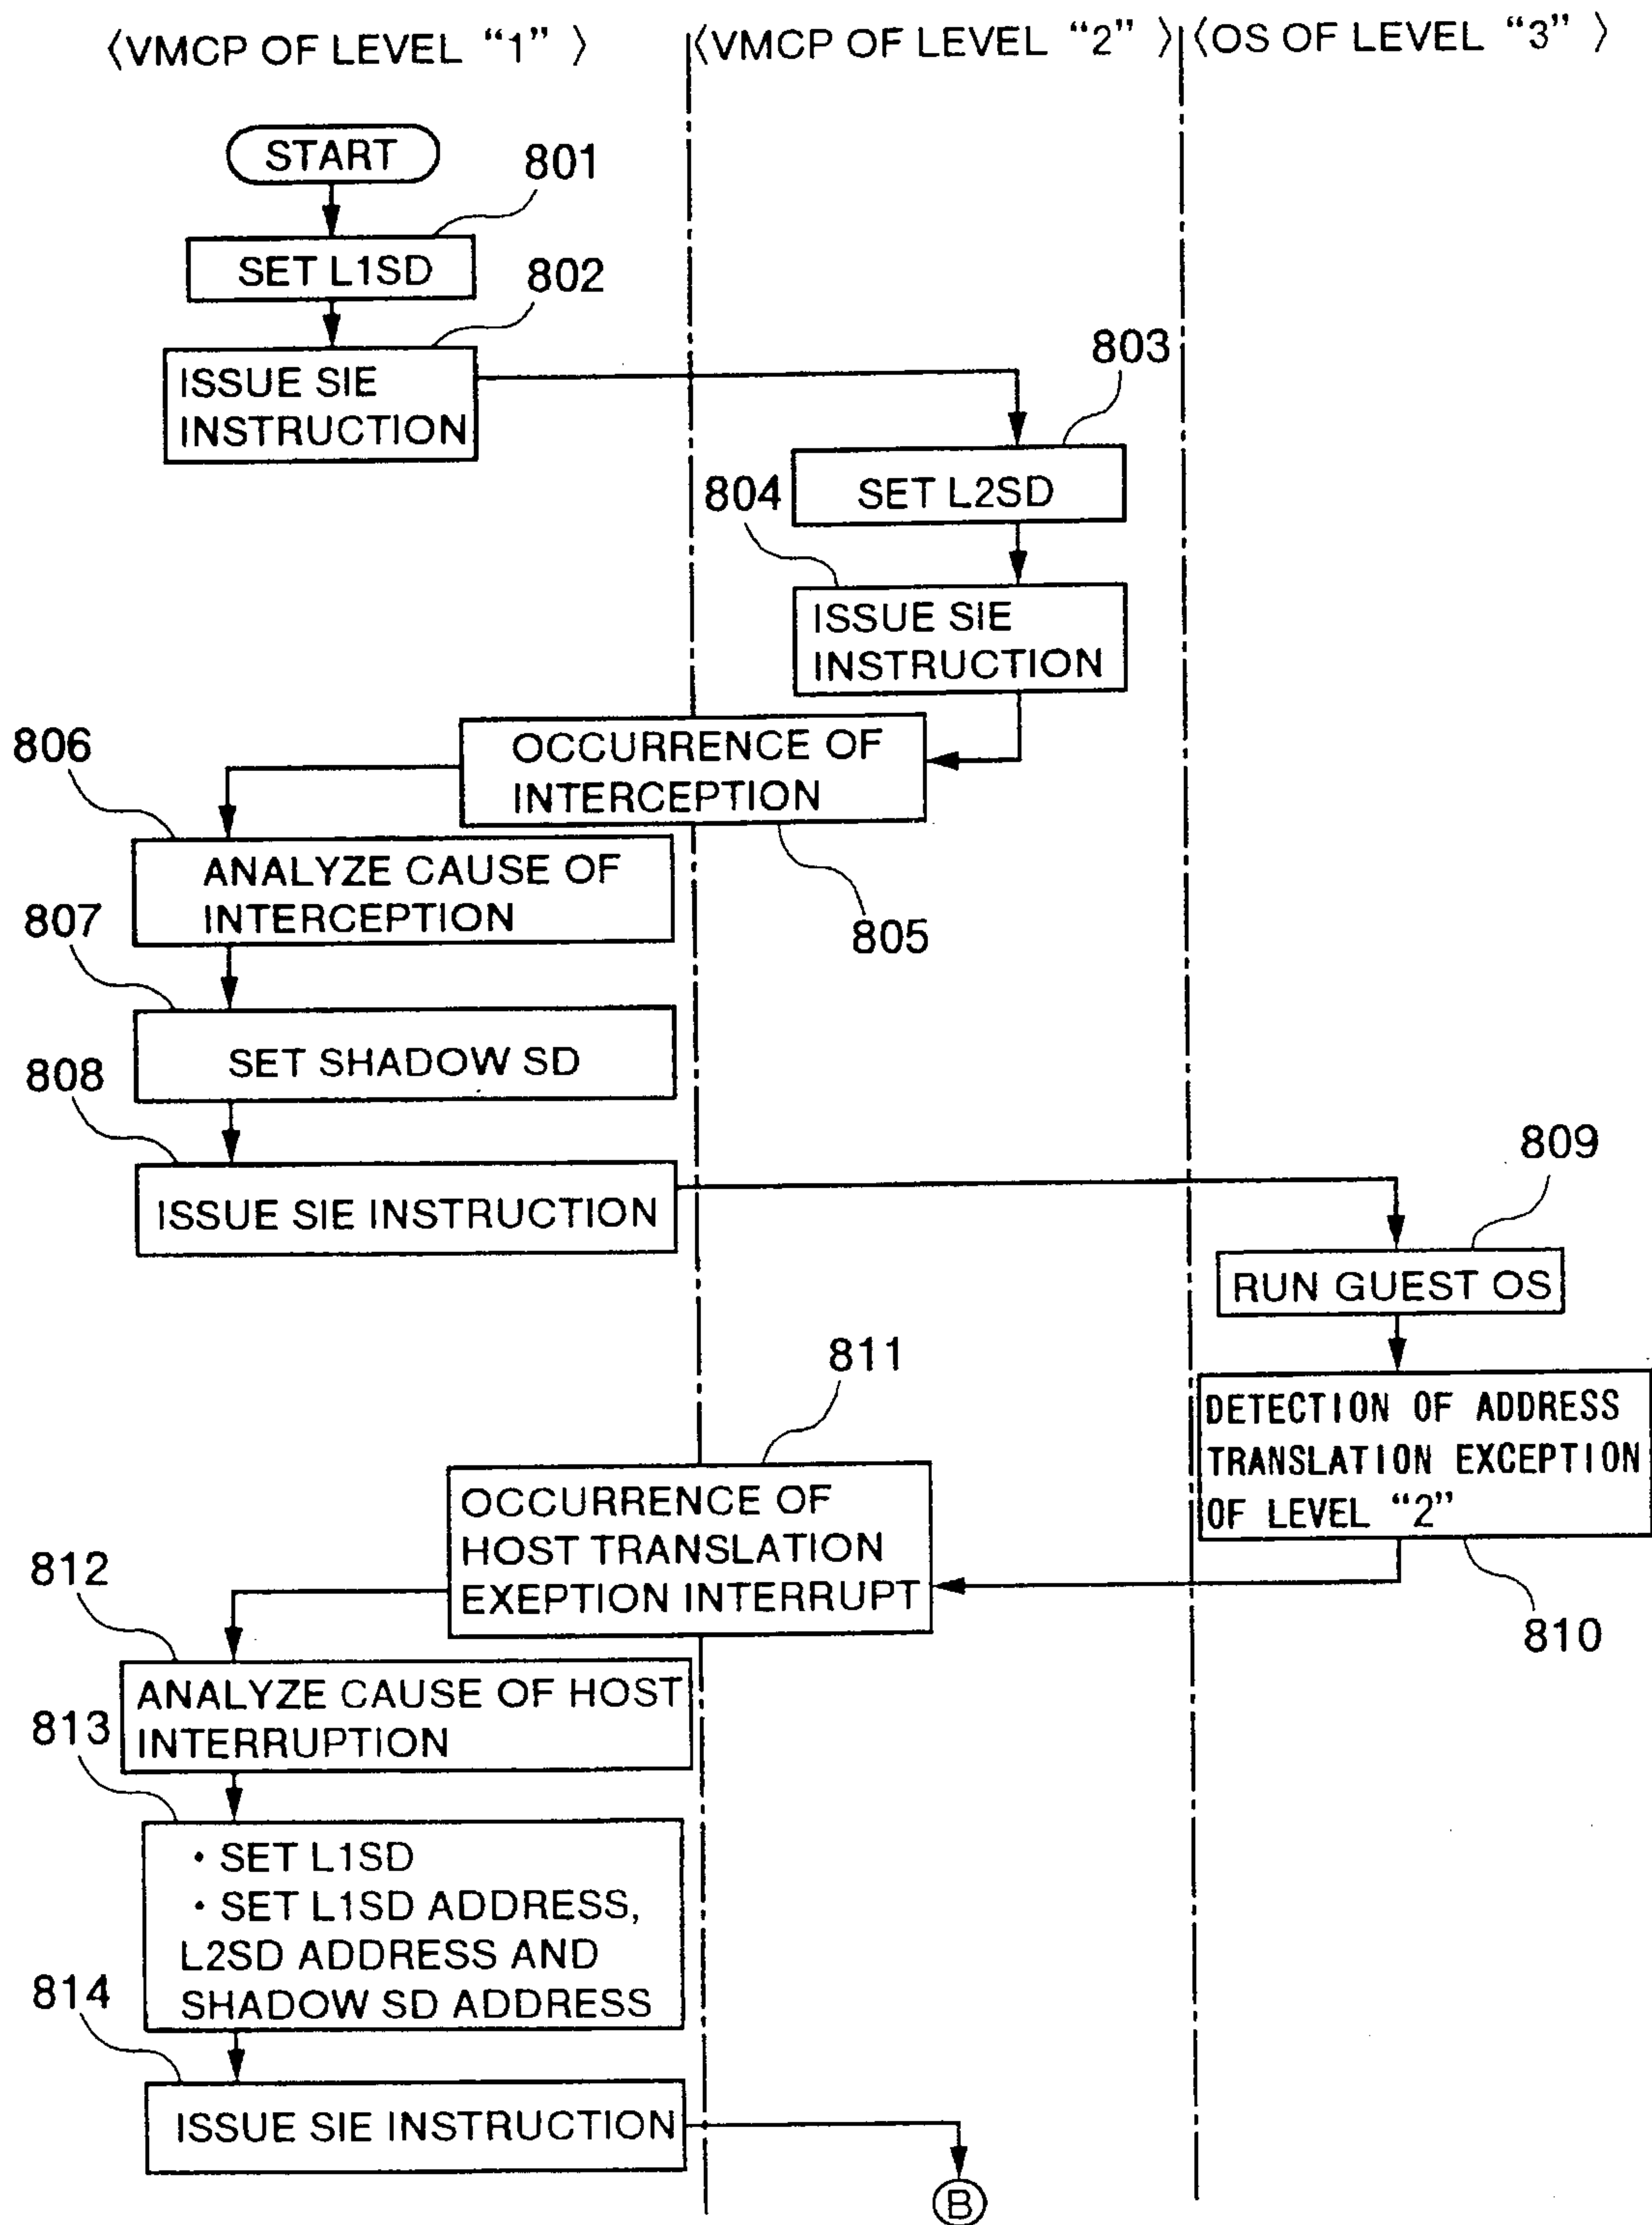 〈VMCP OF LEVEL “1” 〉
〈VMCP OF LEVEL “2” 〉
〈OS OF LEVEL “3” 〉
START
801
SET L1SD
802
ISSUE SIE
INSTRUCTION
803
SET L2SD
804
ISSUE SIE
INSTRUCTION
OCCURRENCE OF
INTERCEPTION
805
806
ANALYZE CAUSE OF
INTERCEPTION
807
SET SHADOW SD
808
ISSUE SIE INSTRUCTION
809
RUN GUEST OS
DETECTION OF ADDRESS
TRANSLATION EXCEPTION
OF LEVEL “2”
810
811
OCCURRENCE OF
HOST TRANSLATION
EXEPTION INTERRUPT
812
ANALYZE CAUSE OF HOST
INTERRUPTION
813
・SET L1SD
・SET L1SD ADDRESS,
L2SD ADDRESS AND
SHADOW SD ADDRESS
814
ISSUE SIE INSTRUCTION
B